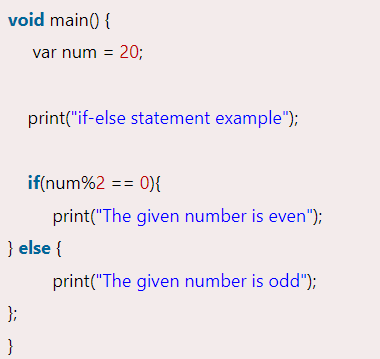 void main() {
var num = 20;
print("if-else statement example");
if(num%2 == 0){
print("The given number is even");
} else {
print("The given number is odd");
};
}